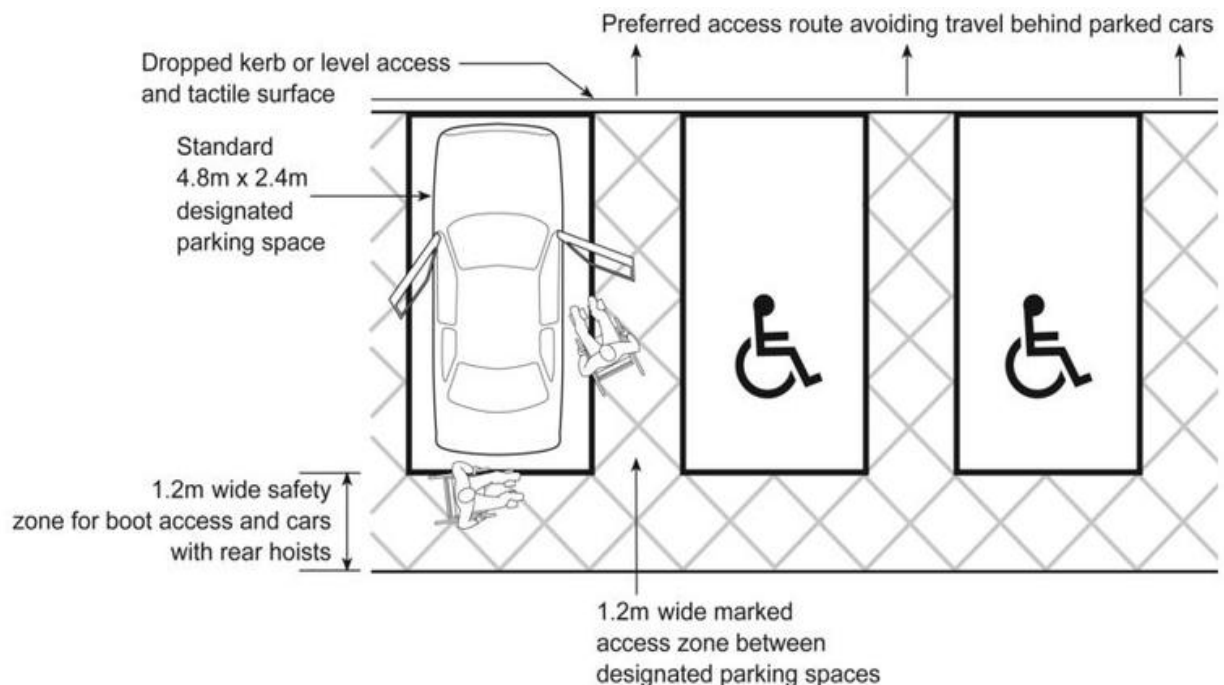 Preferred access route avoiding travel behind parked cars
Dropped kerb or level access
and tactile surface
Standard
4.8m x 2.4m
designated
parking space
1.2m wide safety
zone for boot access and cars
with rear hoists
1.2m wide marked
access zone between
designated parking spaces